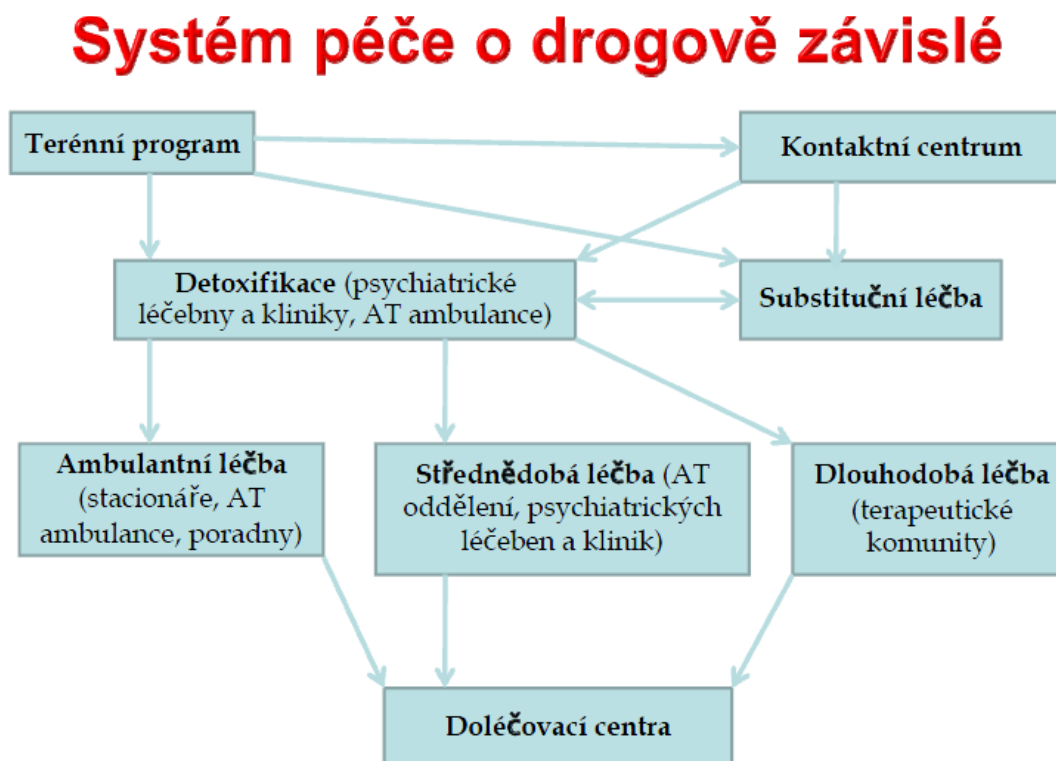 Systém péče o drogově závislé
Terénní program
Kontaktní centrum
Detoxifikace (psychiatrické
léčebny a kliniky, AT ambulance)
Substituční léčba
Ambulantní léčba
(stacionáře, AT
ambulance, poradny)
Střednědobá léčba (AT
oddělení, psychiatrických
léčeben a klinik)
Dlouhodobá léčba
(terapeutické
komunity)
Doléčovací centra